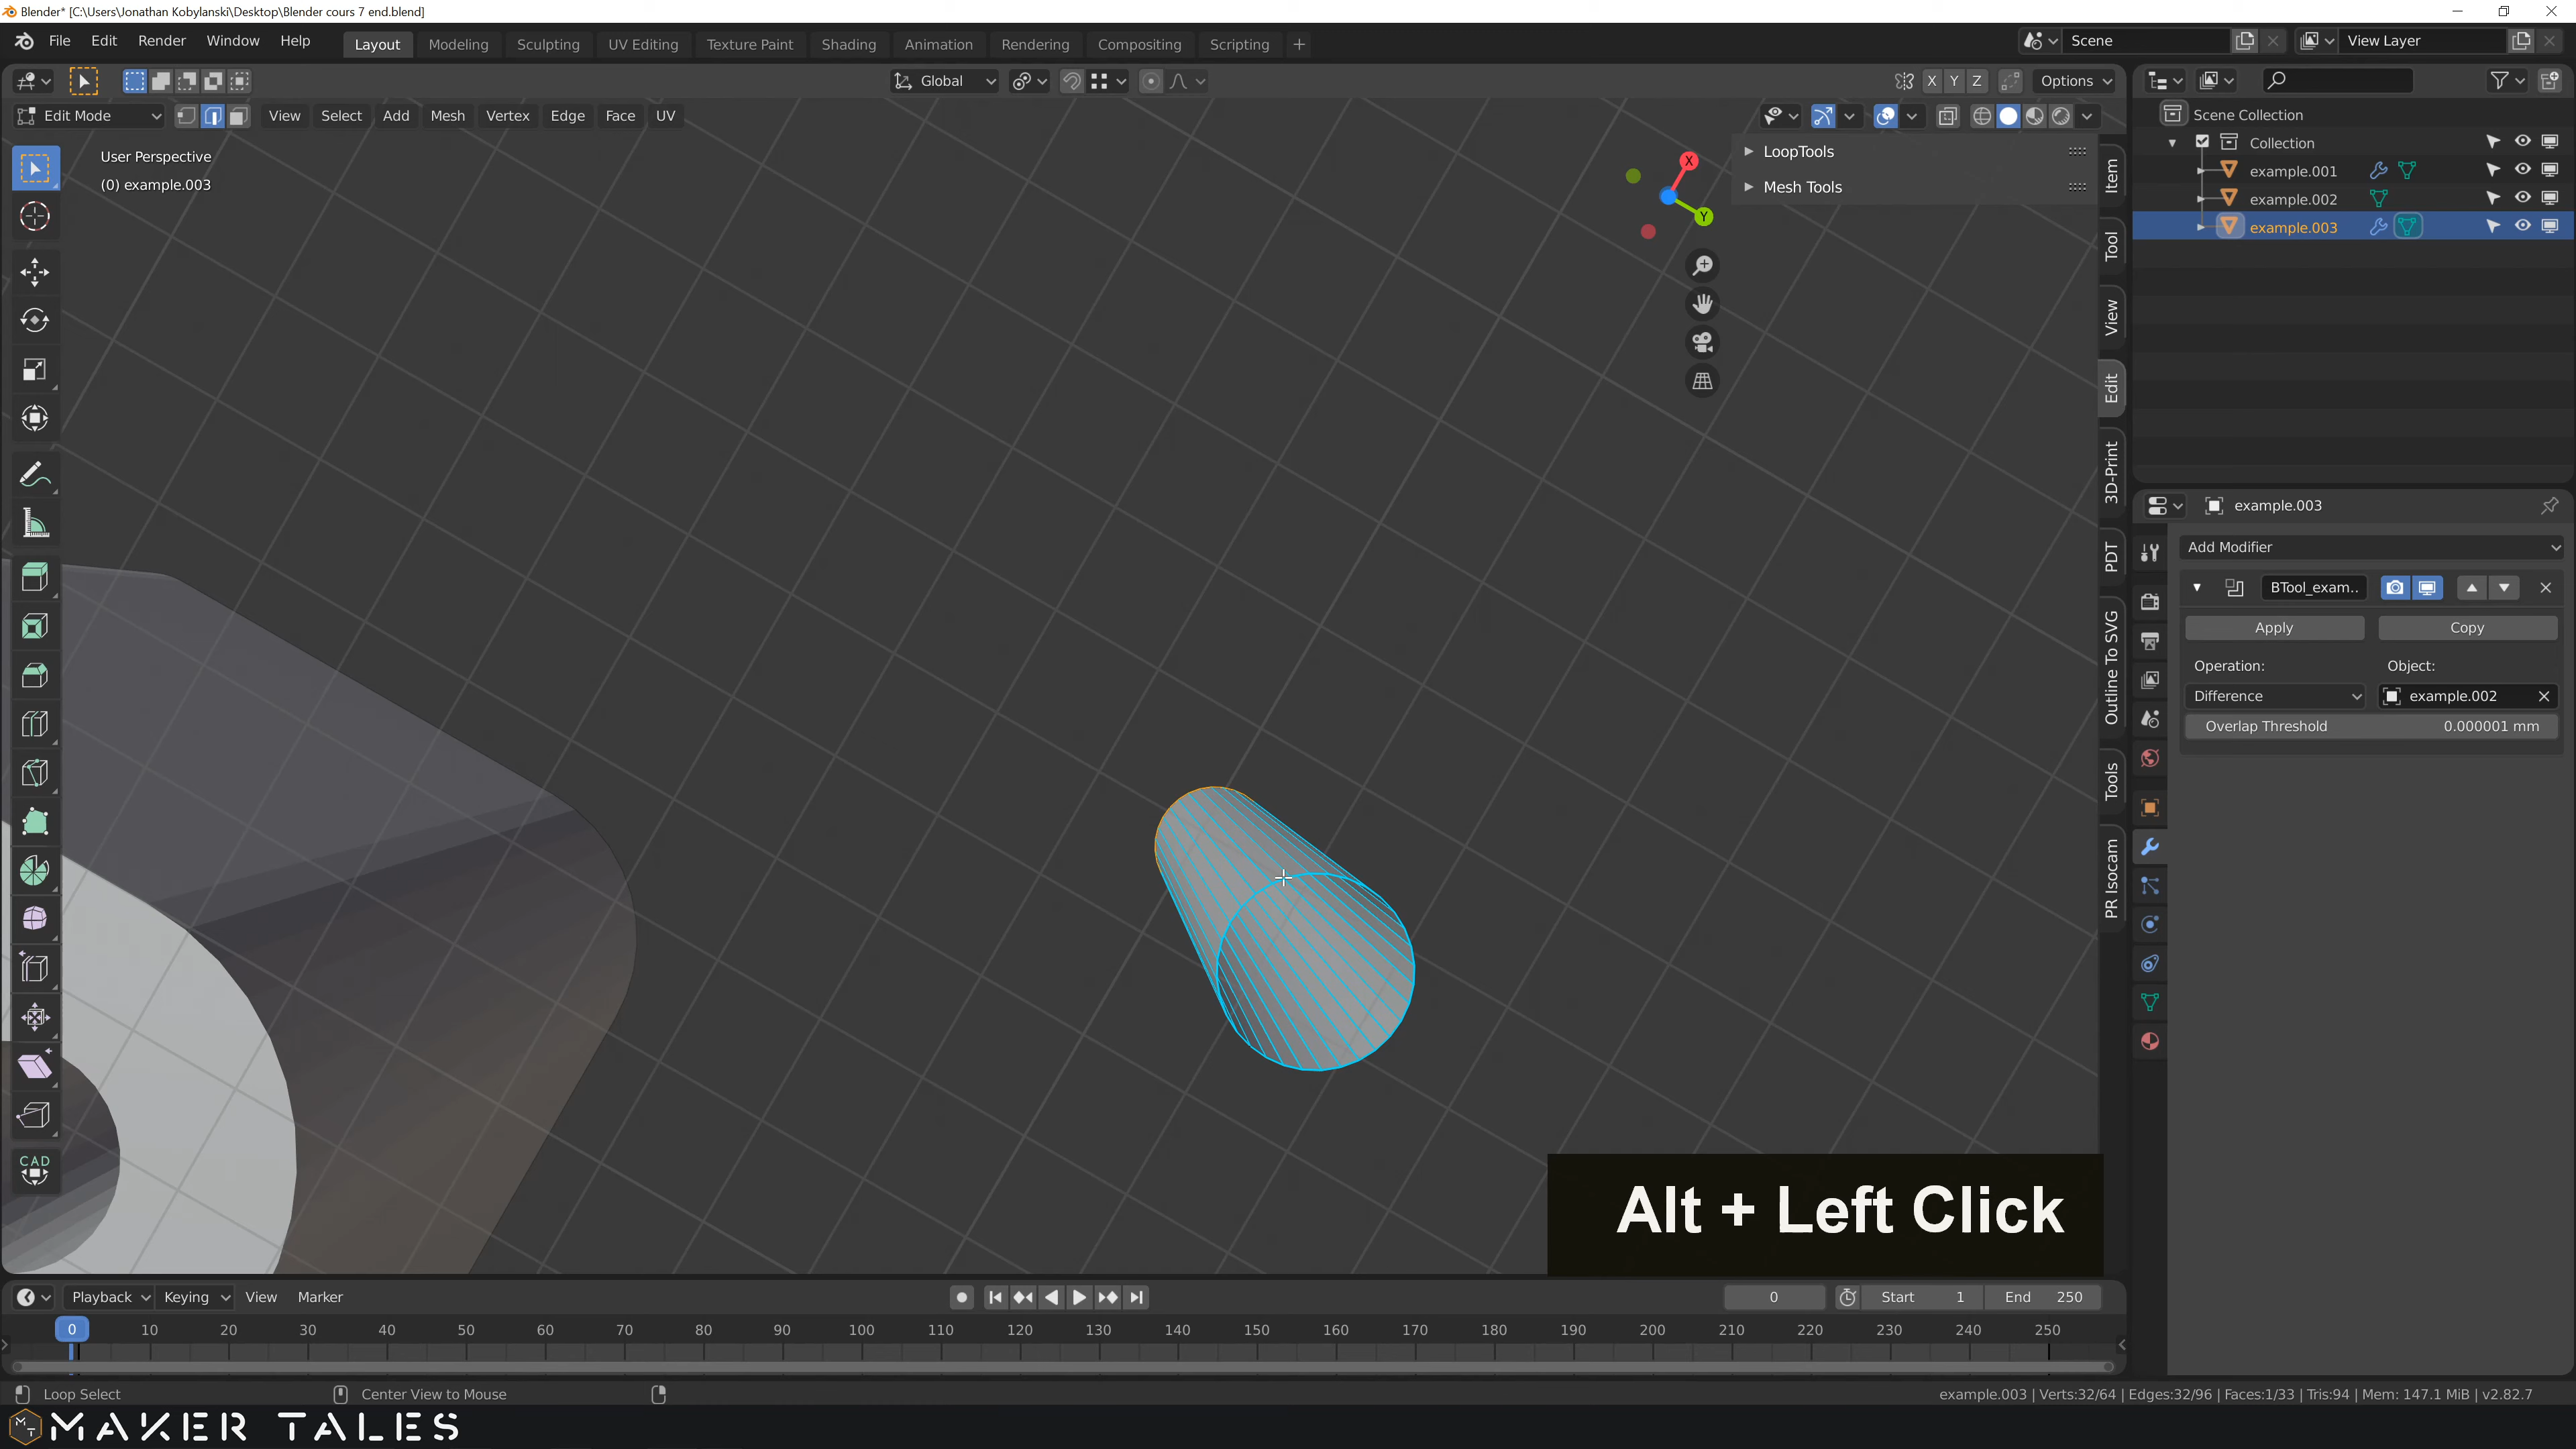 Blender* [C:\Users\Jonathan Kobylanski\Desktop\Blender cours 7 end.blend]
File Edit Render Window Help Layout Modeling Sculpting UV Editing Texture Paint Shading Animation Rendering Compositing Scripting + Scene View Layer
Global X Y Z Options
Edit Mode View Select Add Mesh Vertex Edge Face UV
User Perspective
(0) example.003
X
Y
LoopTools
Mesh Tools
Item
Tool
View
Edit
3D-Print
PDT
Outline To SVG
Tools
PR Isocam
Scene Collection
Collection
example.001
example.002
example.003
example.003
Add Modifier
BTool_exam..
Apply Copy
Operation: Object:
Difference example.002
Overlap Threshold 0.000001 mm
CAD
Alt + Left Click
Playback Keying View Marker 0 Start 1 End 250
0 10 20 30 40 50 60 70 80 90 100 110 120 130 140 150 160 170 180 190 200 210 220 230 240 250
Loop Select Center View to Mouse example.003 | Verts:32/64 | Edges:32/96 | Faces:1/33 | Tris:94 | Mem: 147.1 MiB | v2.82.7
MT MAKER TALES